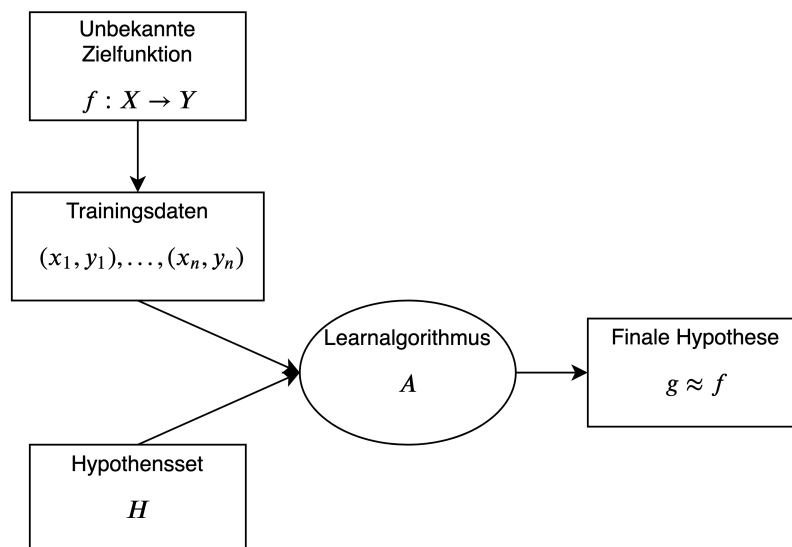 Unbekannte
Zielfunktion
f : X → Y
Trainingsdaten
(x₁, y₁), . . . , (xₙ, yₙ)
Learnalgorithmus
A
Finale Hypothese
g ≈ f
Hypothensset
H